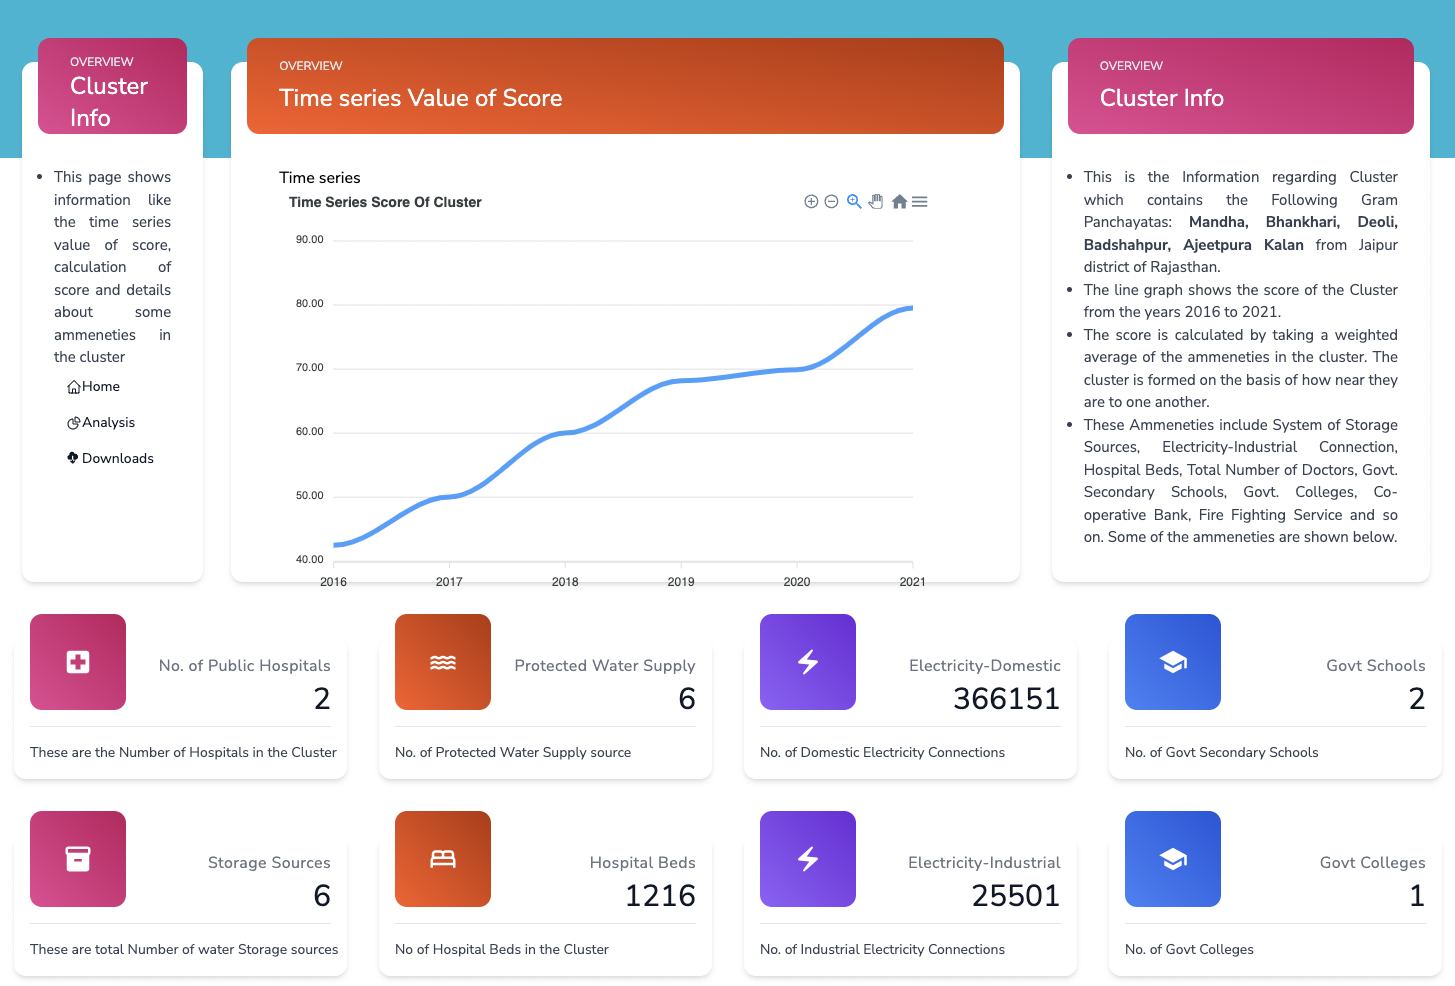 OVERVIEW
Cluster
Info
This page shows
information like
the time series
value of score,
calculation of
score and details
about some
ammeneties in
the cluster
Home
Analysis
Downloads
OVERVIEW
Time series Value of Score
Time series
Time Series Score Of Cluster
90.00
80.00
70.00
60.00
50.00
40.00
2016 2017 2018 2019 2020 2021
OVERVIEW
Cluster Info
This is the Information regarding Cluster
which contains the Following Gram
Panchayatas: Mandha, Bhankhari, Deoli,
Badshahpur, Ajeetpura Kalan from Jaipur
district of Rajasthan.
The line graph shows the score of the Cluster
from the years 2016 to 2021.
The score is calculated by taking a weighted
average of the ammeneties in the cluster. The
cluster is formed on the basis of how near they
are to one another.
These Ammeneties include System of Storage
Sources, Electricity-Industrial Connection,
Hospital Beds, Total Number of Doctors, Govt.
Secondary Schools, Govt. Colleges, Co-
operative Bank, Fire Fighting Service and so
on. Some of the ammeneties are shown below.
No. of Public Hospitals
2
These are the Number of Hospitals in the Cluster
Protected Water Supply
6
No. of Protected Water Supply source
Electricity-Domestic
366151
No. of Domestic Electricity Connections
Govt Schools
2
No. of Govt Secondary Schools
Storage Sources
6
These are total Number of water Storage sources
Hospital Beds
1216
No of Hospital Beds in the Cluster
Electricity-Industrial
25501
No. of Industrial Electricity Connections
Govt Colleges
1
No. of Govt Colleges